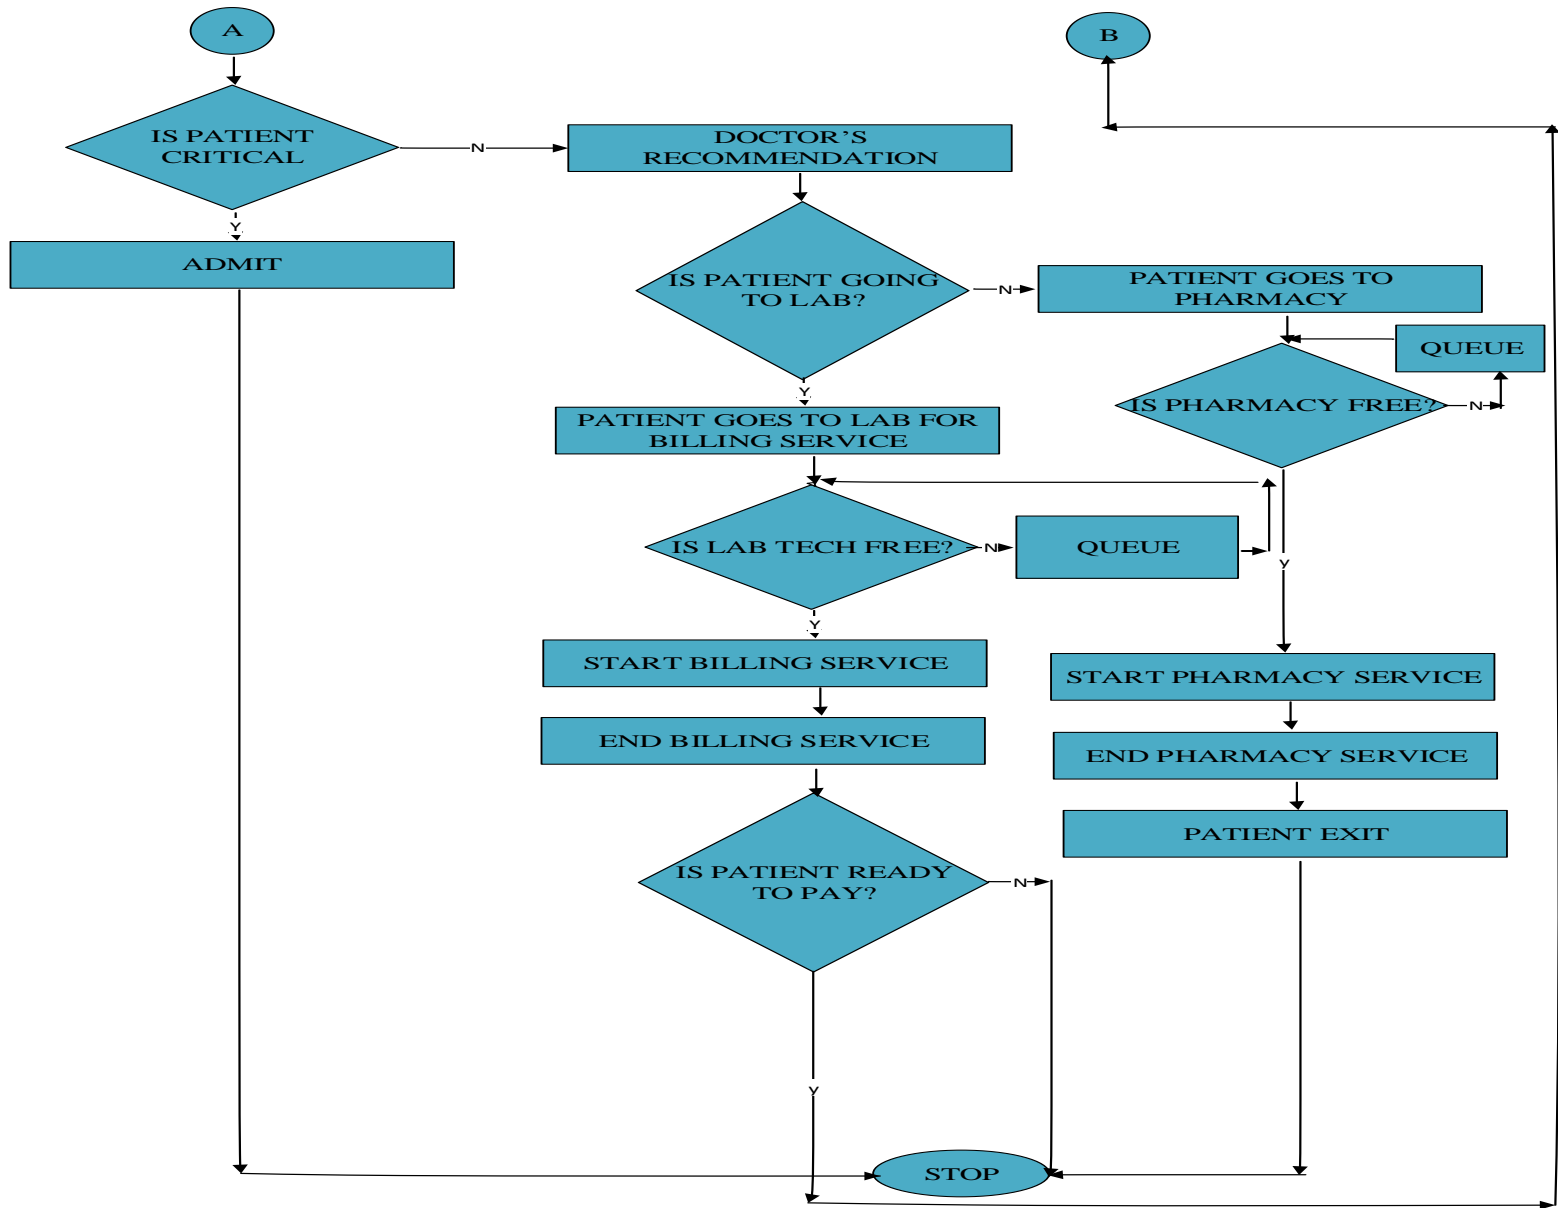 A
B
IS PATIENT
CRITICAL
N
DOCTOR'S
RECOMMENDATION
Y
ADMIT
IS PATIENT GOING
TO LAB?
N
PATIENT GOES TO
PHARMACY
QUEUE
Y
IS PHARMACY FREE?
N
PATIENT GOES TO LAB FOR
BILLING SERVICE
IS LAB TECH FREE?
N
QUEUE
y
Y
START BILLING SERVICE
START PHARMACY SERVICE
END BILLING SERVICE
END PHARMACY SERVICE
PATIENT EXIT
IS PATIENT READY
TO PAY?
N
y
STOP